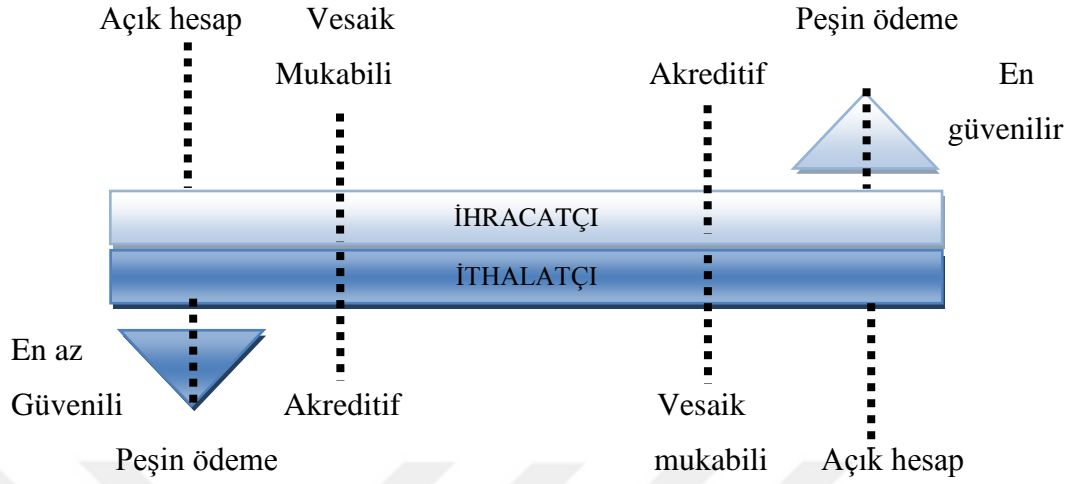 Açık hesap
Vesaik
Mukabili
Akreditif
Peşin ödeme
En
güvenilir
İHRACATÇI
İTHALATÇI
En az
Güvenili
Peşin ödeme
Akreditif
Vesaik
mukabili
Açık hesap